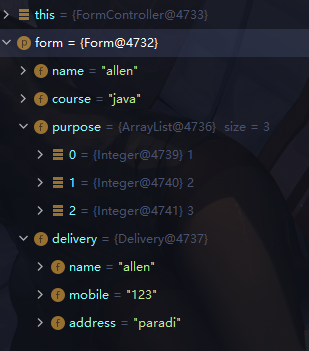 this = {FormController@4733}
p form = {Form@4732}
f name = "allen"
f course = "java"
f purpose = {ArrayList@4736} size = 3
0 = {Integer@4739} 1
1 = {Integer@4740} 2
2 = {Integer@4741} 3
f delivery = {Delivery@4737}
f name = "allen"
f mobile = "123"
f address = "paradi"